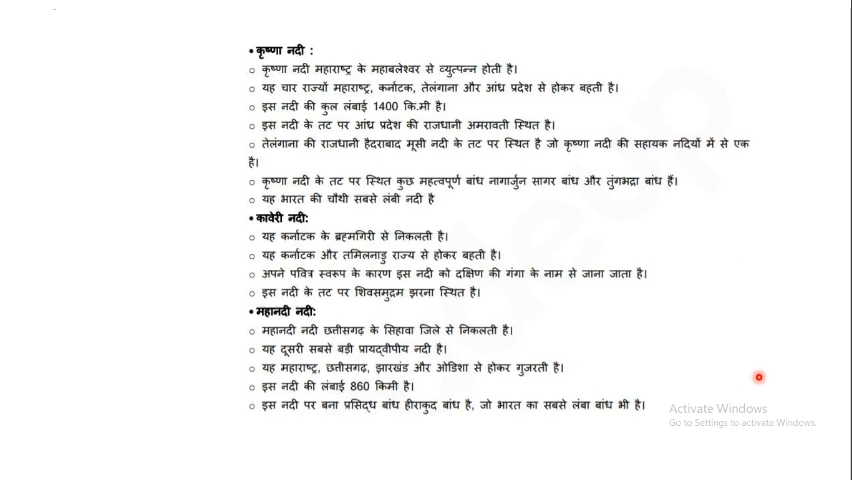 • कृष्णा नदी :
○ कृष्णा नदी महाराष्ट्र के महाबलेश्वर से व्युत्पन्न होती है।
○ यह चार राज्यों महाराष्ट्र, कर्नाटक, तेलंगाना और आंध्र प्रदेश से होकर बहती है।
○ इस नदी की कुल लंबाई 1400 कि.मी है।
○ इस नदी के तट पर आंध्र प्रदेश की राजधानी अमरावती स्थित है।
○ तेलंगाना की राजधानी हैदराबाद मूसी नदी के तट पर स्थित है जो कृष्णा नदी की सहायक नदियों में से एक
है।
○ कृष्णा नदी के तट पर स्थित कुछ महत्वपूर्ण बांध नागार्जुन सागर बांध और तुंगभद्रा बांध हैं।
○ यह भारत की चौथी सबसे लंबी नदी है
• कावेरी नदी:
○ यह कर्नाटक के ब्रह्मगिरी से निकलती है।
○ यह कर्नाटक और तमिलनाडु राज्य से होकर बहती है।
○ अपने पवित्र स्वरूप के कारण इस नदी को दक्षिण की गंगा के नाम से जाना जाता है।
○ इस नदी के तट पर शिवसमुद्रम झरना स्थित है।
• महानदी नदी:
○ महानदी नदी छत्तीसगढ़ के सिहावा जिले से निकलती है।
○ यह दूसरी सबसे बड़ी प्रायद्वीपीय नदी है।
○ यह महाराष्ट्र, छत्तीसगढ़, झारखंड और ओडिशा से होकर गुजरती है।
○ इस नदी की लंबाई 860 किमी है।
○ इस नदी पर बना प्रसिद्ध बांध हीराकुद बांध है, जो भारत का सबसे लंबा बांध भी है।
Activate Windows
Go to Settings to activate Windows.